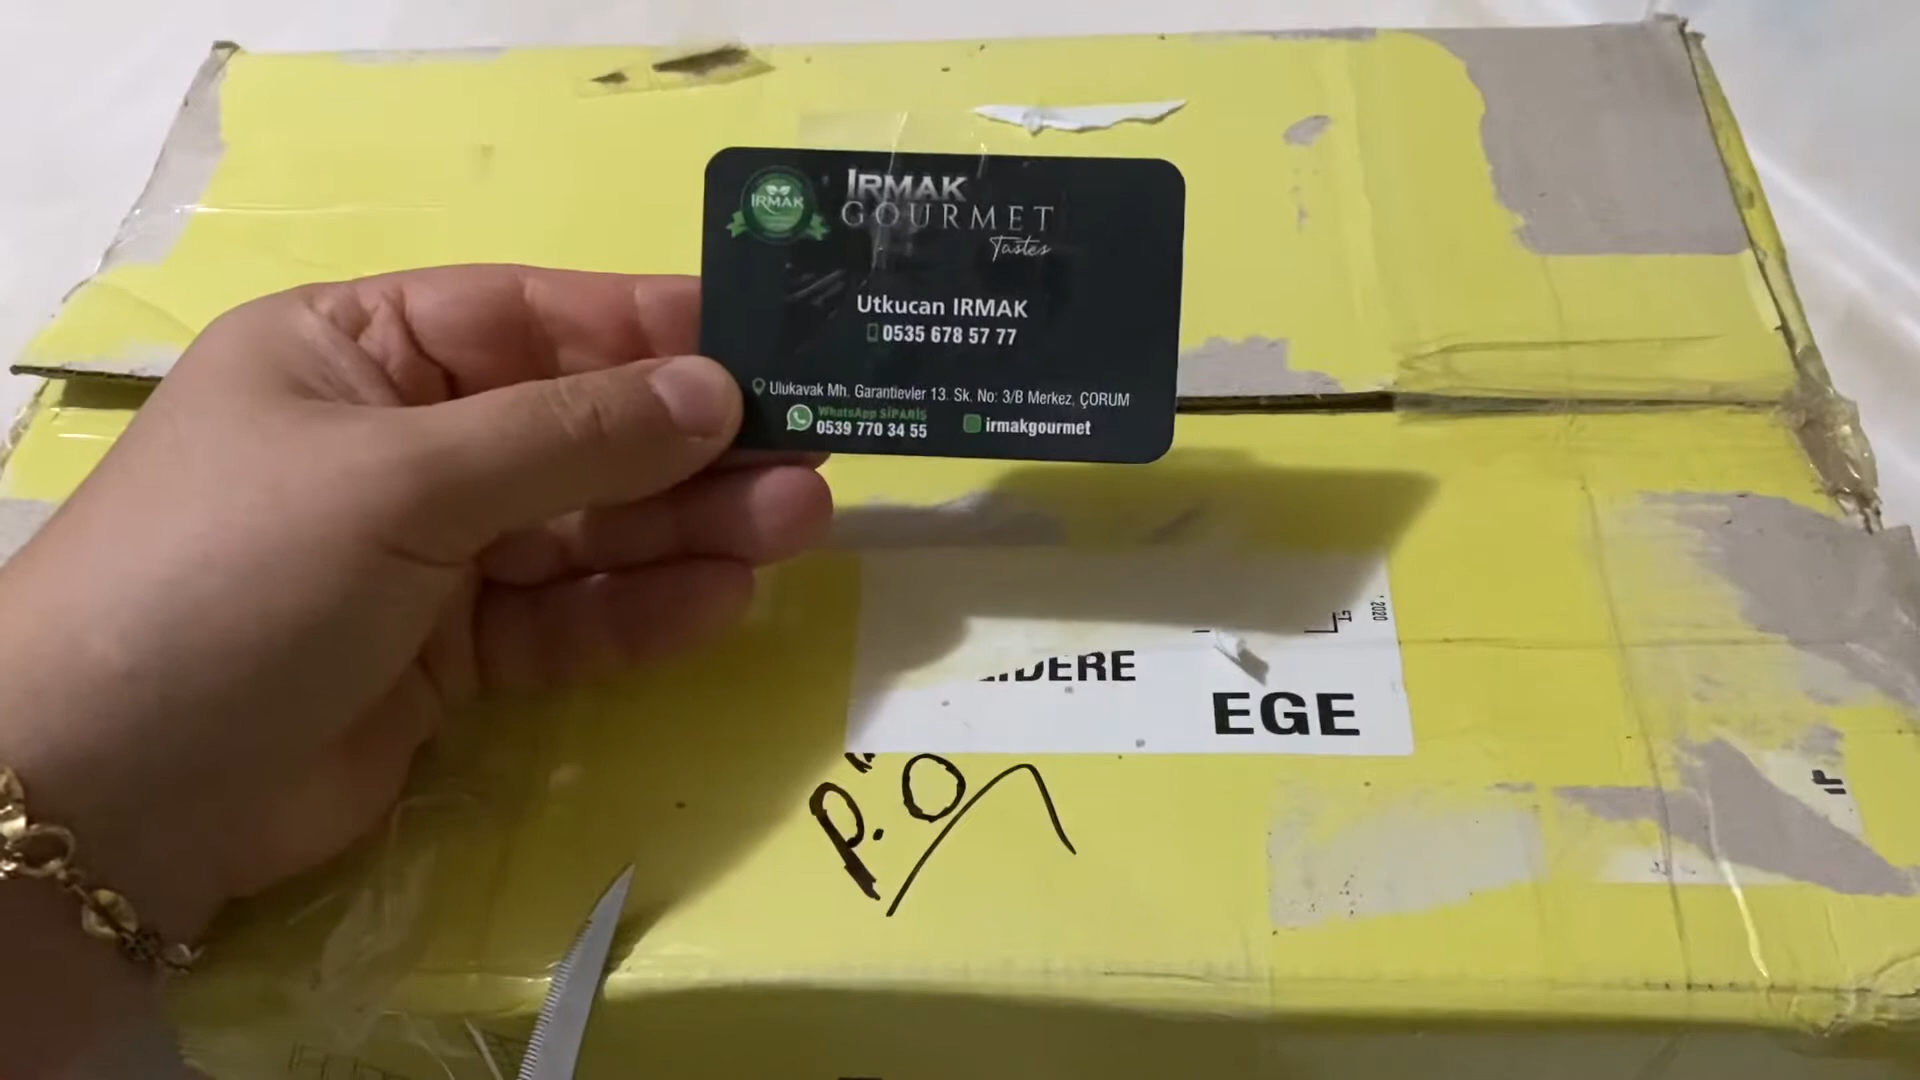 IRMAK
IRMAK
GOURMET
Tastes
Utkucan IRMAK
0535 678 57 77
Ulukavak Mh. Garantievler 13. Sk. No: 3/B Merkez, ÇORUM
WhatsApp SİPARİŞ
0539 770 34 55
irmakgourmet
2020
EGE
P.O